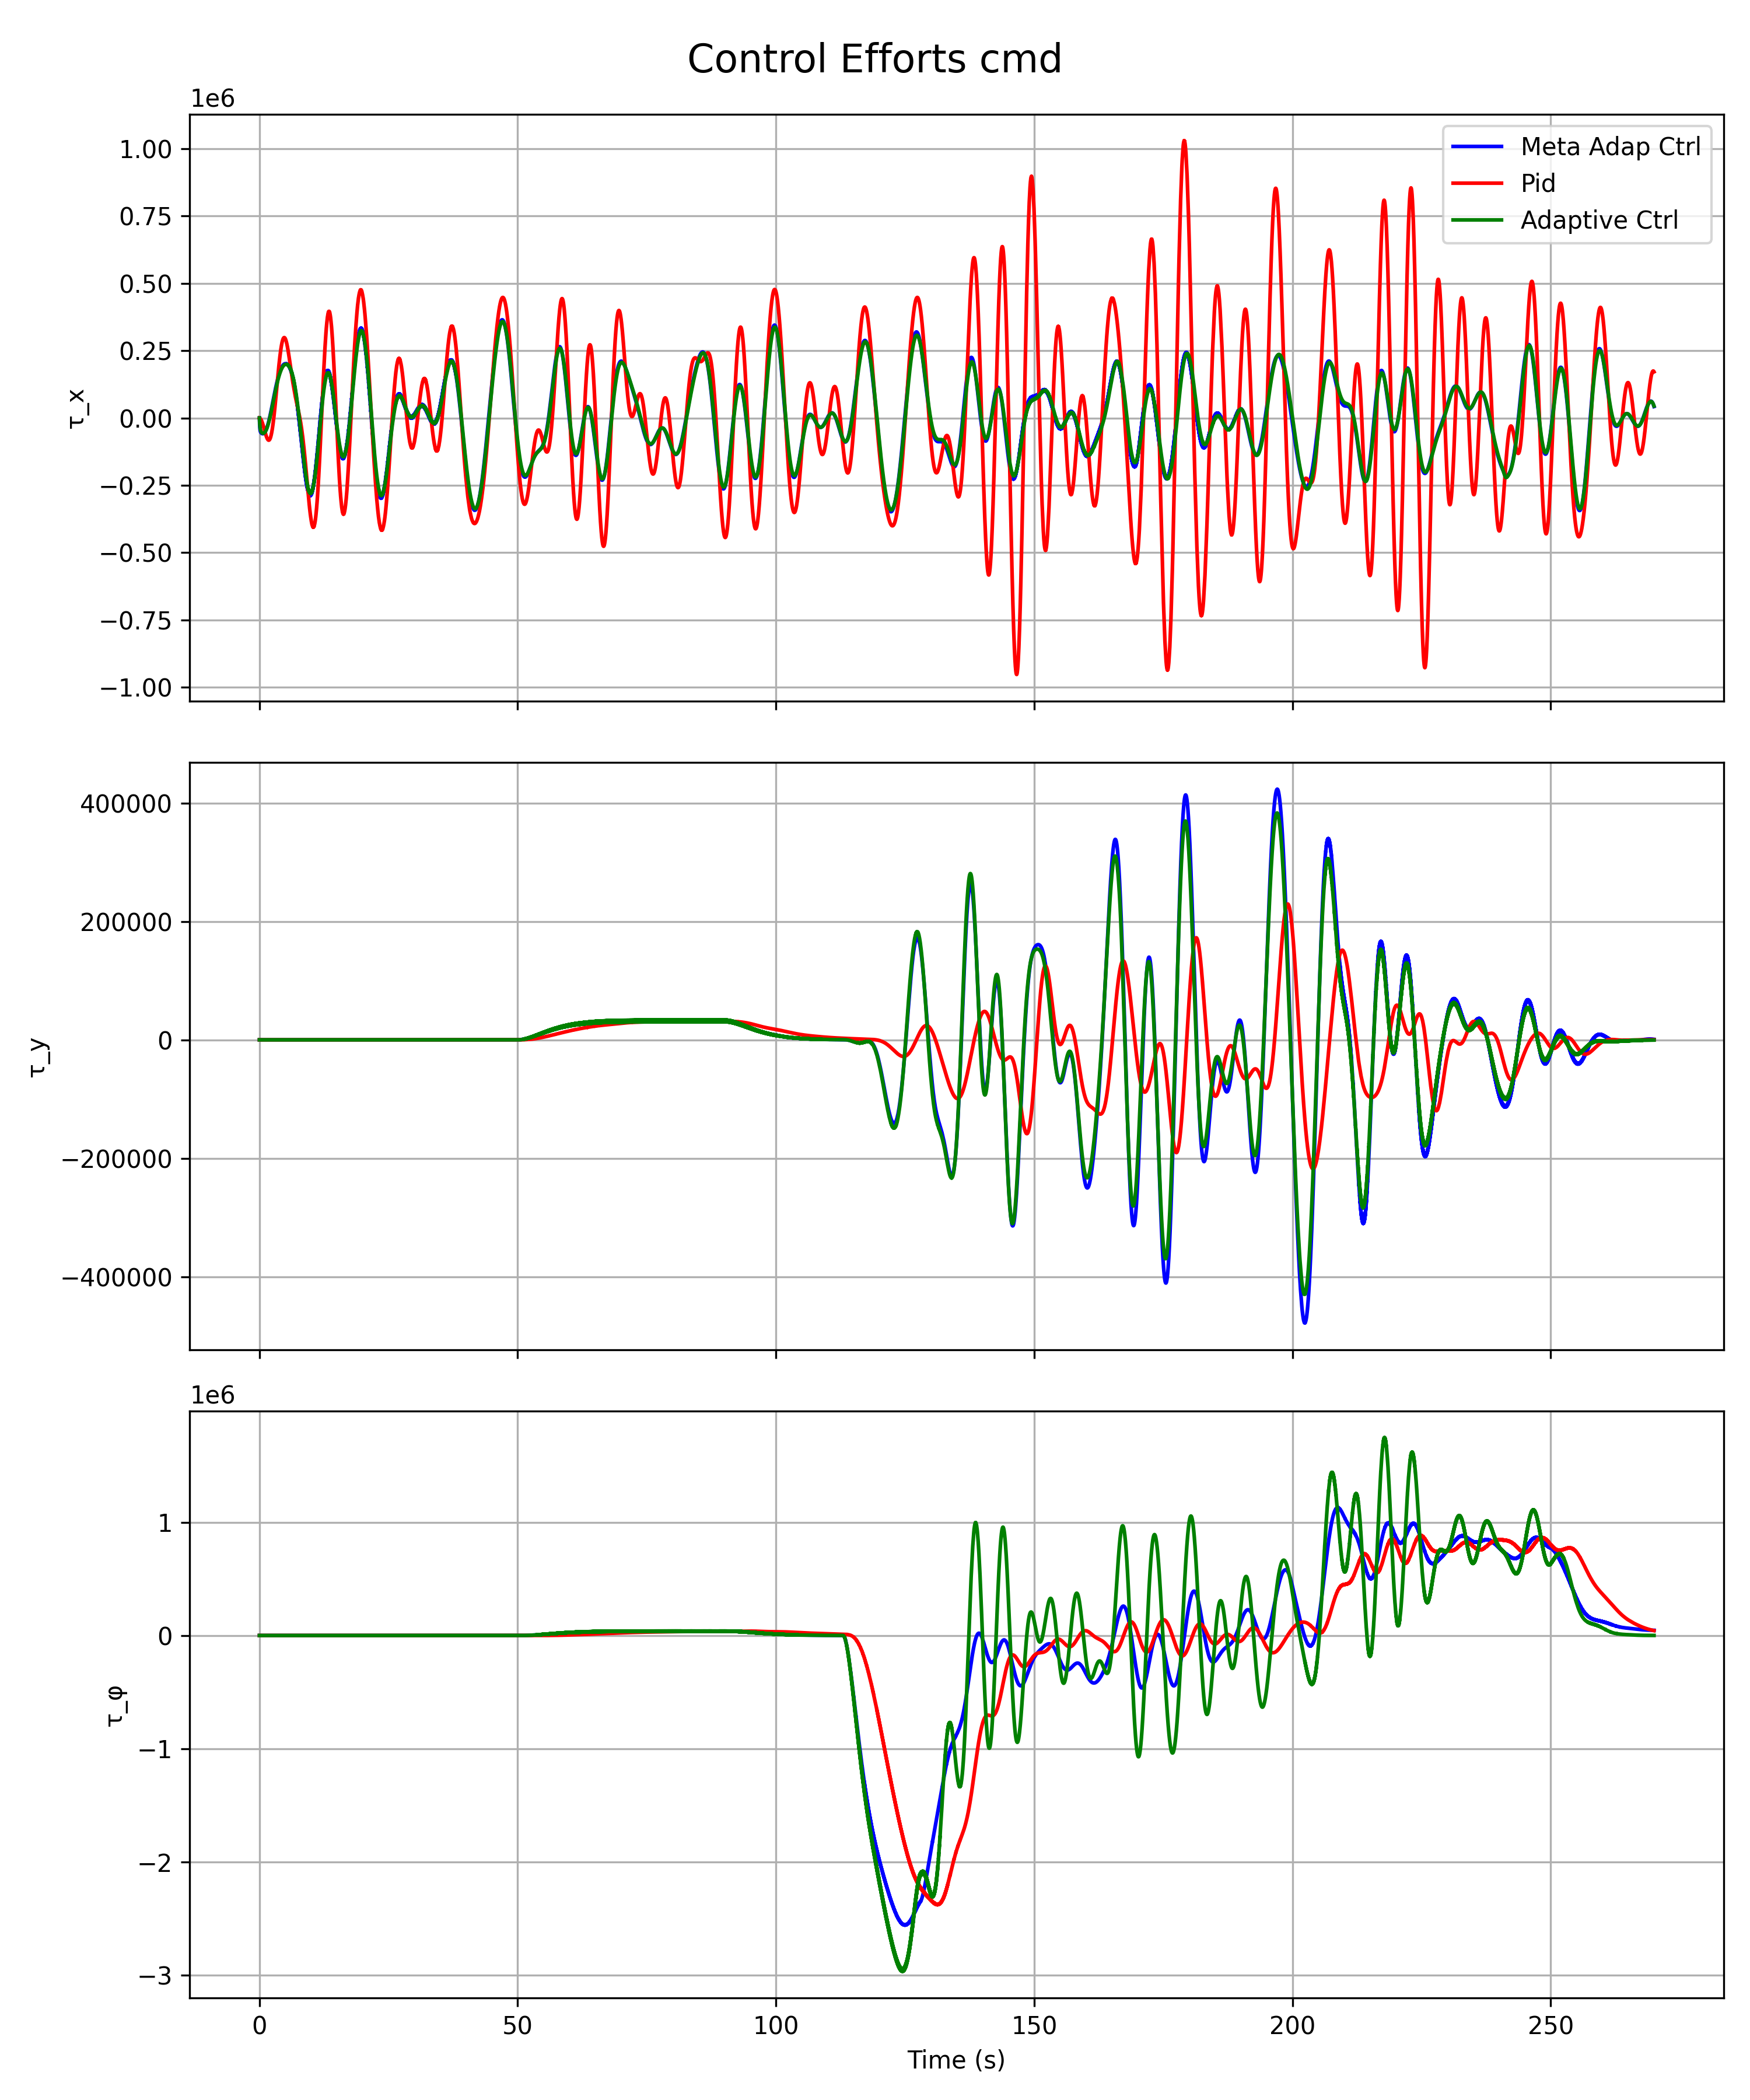 Control Efforts cmd
1e6
1.00
0.75
0.50
0.25
0.00
−0.25
−0.50
−0.75
−1.00
τ_x
Meta Adap Ctrl
Pid
Adaptive Ctrl
400000
200000
0
−200000
−400000
τ_y
1e6
1
0
−1
−2
−3
τ_φ
0 50 100 150 200 250
Time (s)